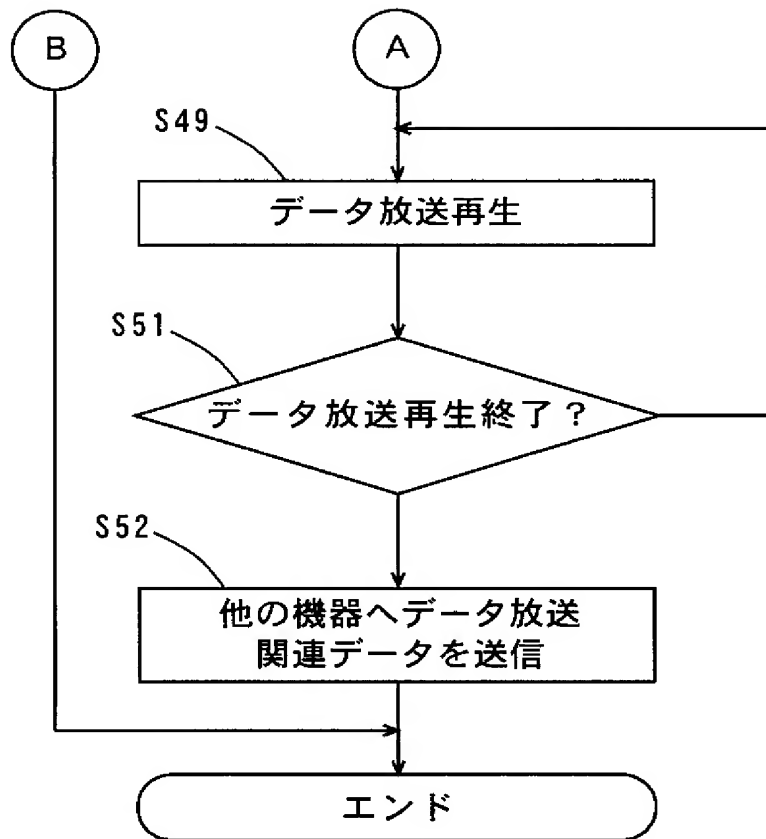 B
A
S49
データ放送再生
S51
データ放送再生終了？
S52
他の機器へデータ放送
関連データを送信
エンド